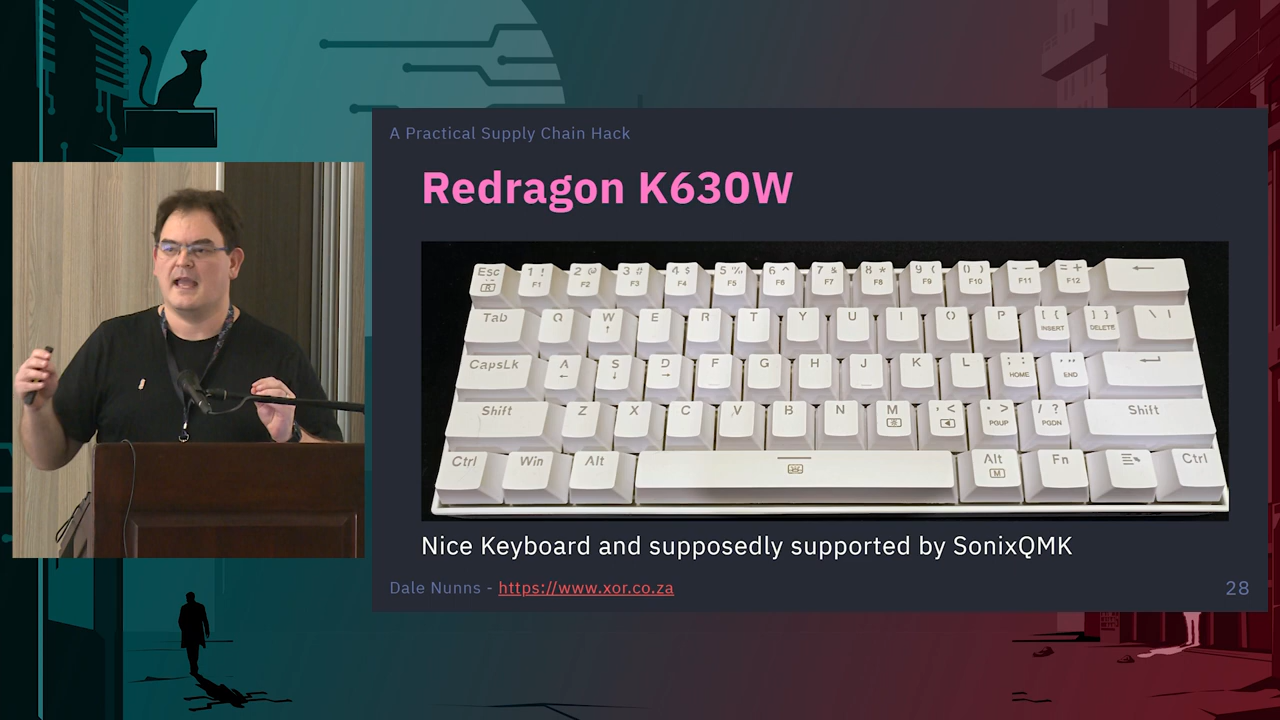 A Practical Supply Chain Hack
Redragon K630W
Esc 1 ! F1 2 @ F2 3 # F3 4 $ F4 5 % F5 6 ^ F6 7 & F7 8 * F8 9 ( F9 0 ) F10 - – F11 = + F12 ←
Tab Q W ↑ E R T Y U I O P [ { INSERT ] } DELETE \ |
CapsLk A ← S ↓ D → F G H J K L ; : HOME ' " END
Shift Z X C V B N M , < . > PGUP / ? PGDN Shift
Ctrl Win Alt Alt M Fn Ctrl
Nice Keyboard and supposedly supported by SonixQMK
Dale Nunns - https://www.xor.co.za
28